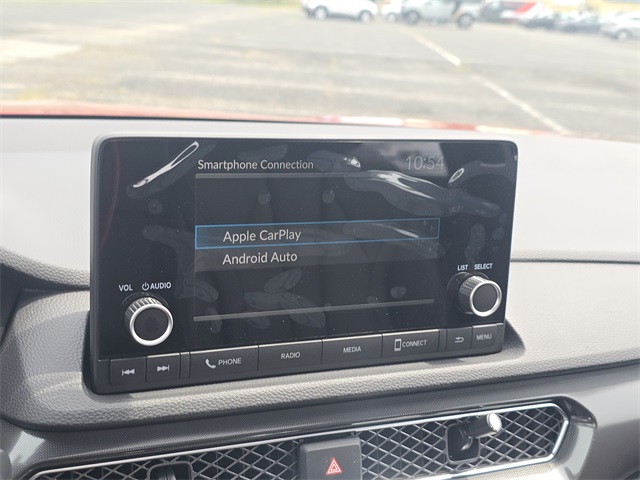 Smartphone Connection 10:54
Apple CarPlay
Android Auto
VOL AUDIO
LIST SELECT
PHONE RADIO MEDIA CONNECT MENU